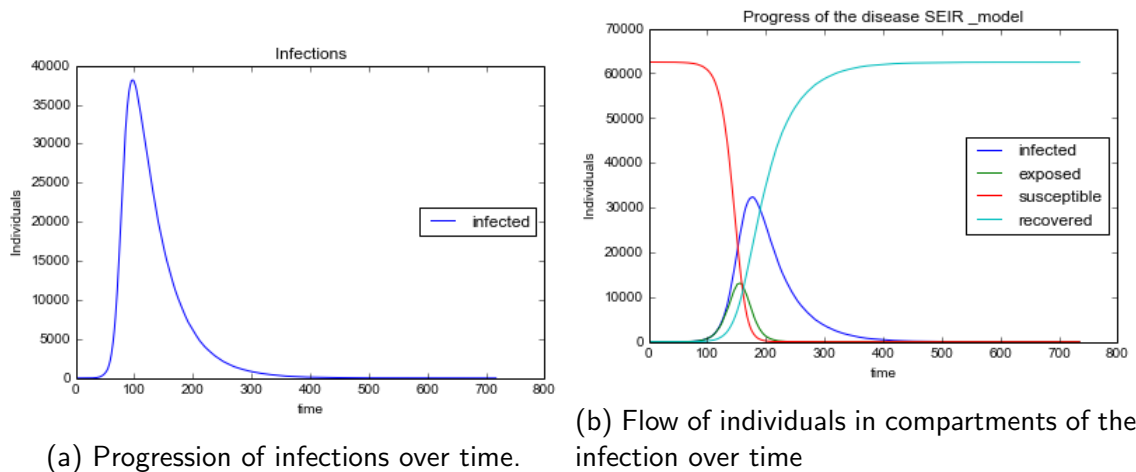 Infections
40000
35000
30000
25000
20000
15000
10000
5000
0
Individuals
infected
0 100 200 300 400 500 600 700 800
time
(a) Progression of infections over time.
Progress of the disease SEIR _model
70000
60000
50000
40000
30000
20000
10000
0
Individuals
infected
exposed
susceptible
recovered
0 100 200 300 400 500 600 700 800
time
(b) Flow of individuals in compartments of the
infection over time